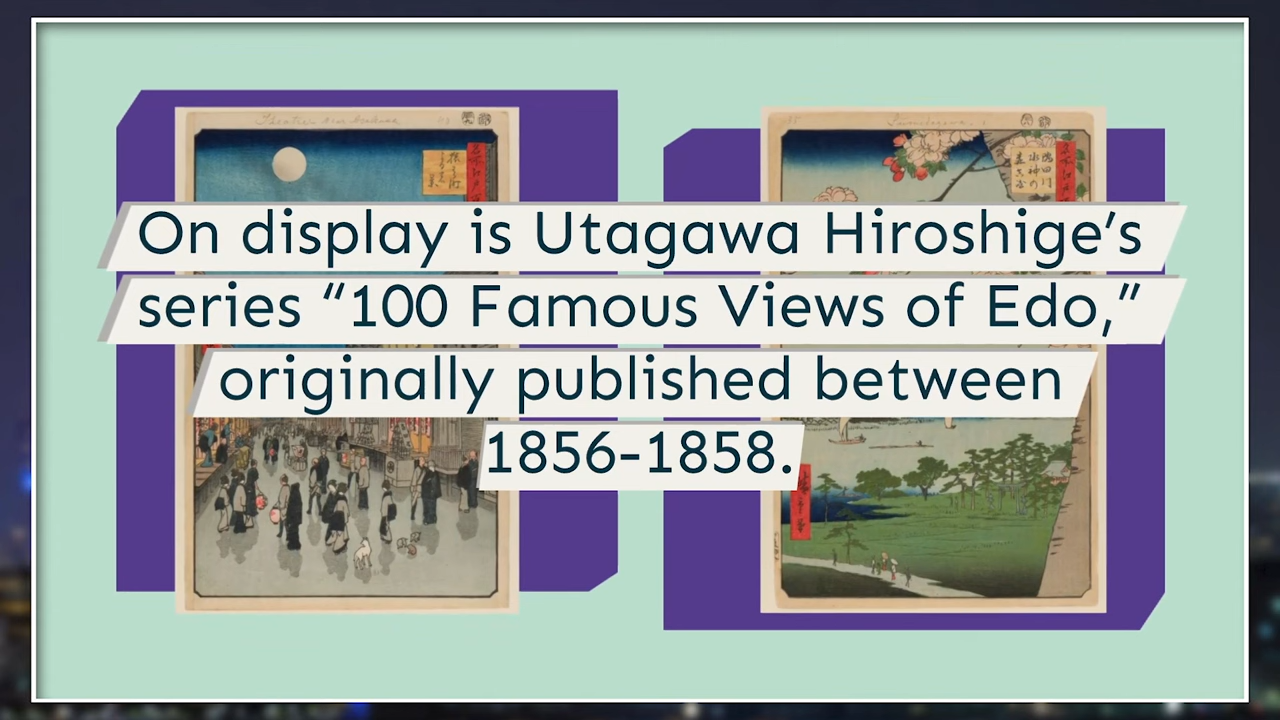 On display is Utagawa Hiroshige’s
series “100 Famous Views of Edo,”
originally published between
1856-1858.